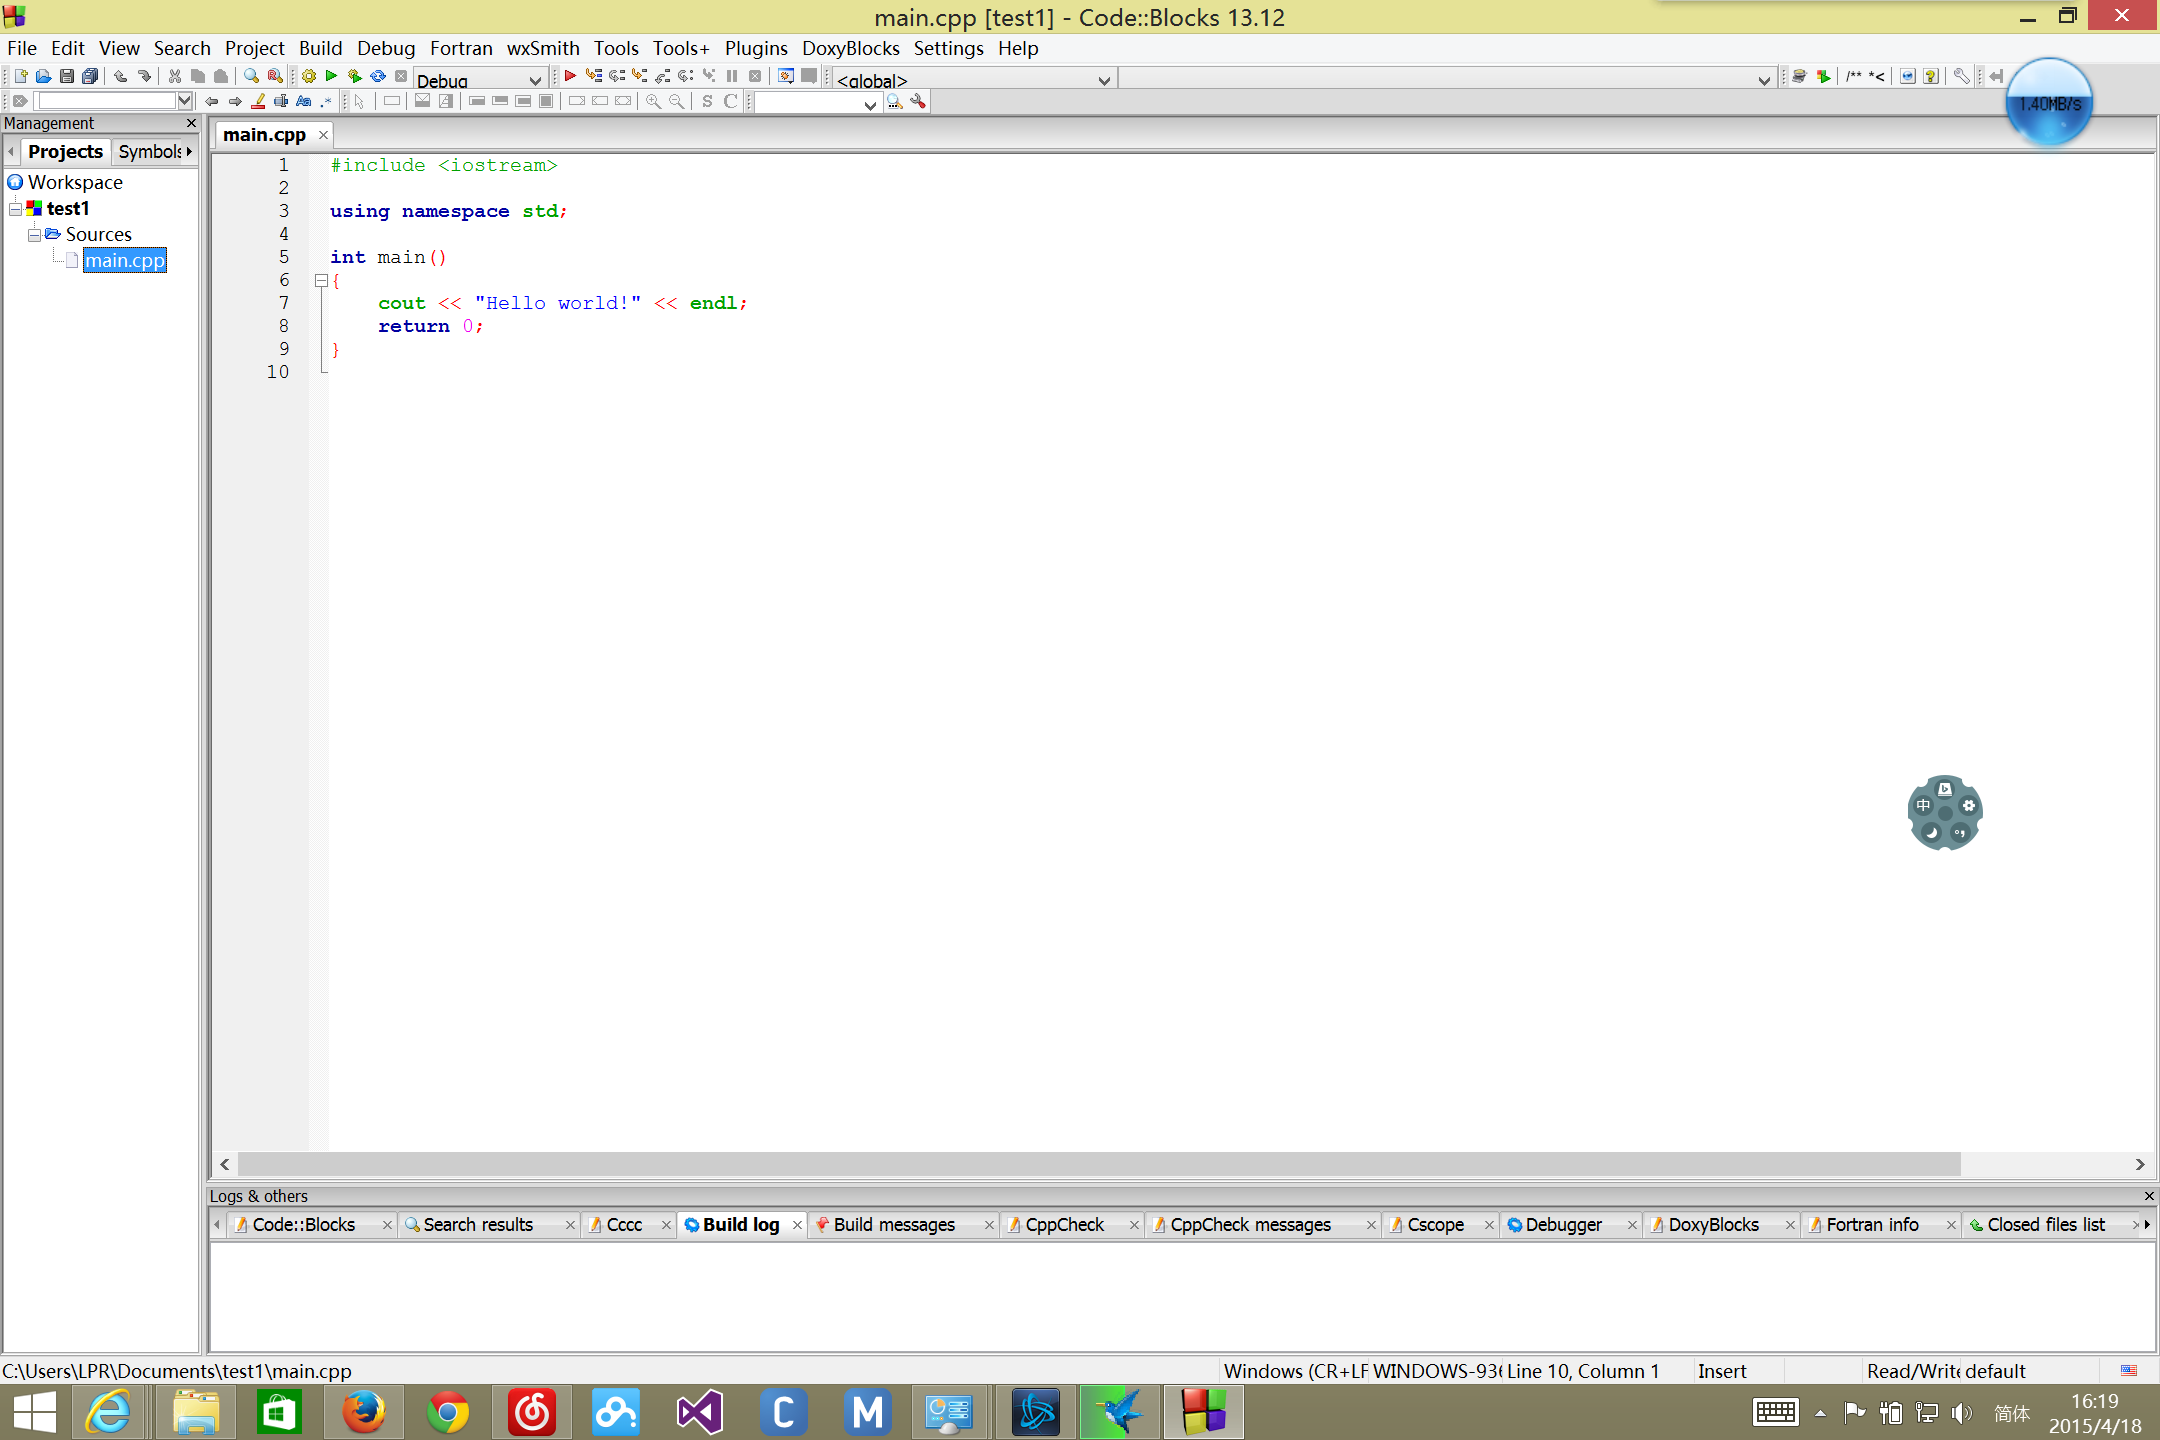 main.cpp [test1] - Code::Blocks 13.12
File Edit View Search Project Build Debug Fortran wxSmith Tools Tools+ Plugins DoxyBlocks Settings Help
Debug <global> /** *<
S C
1.40MB/s
Management
Projects Symbols
Workspace
test1
Sources
main.cpp
main.cpp
1 #include <iostream>
2
3 using namespace std;
4
5 int main()
6 {
7 cout << "Hello world!" << endl;
8 return 0;
9 }
10
中
Logs & others
Code::Blocks Search results Cccc Build log Build messages CppCheck CppCheck messages Cscope Debugger DoxyBlocks Fortran info Closed files list
C:\Users\LPR\Documents\test1\main.cpp Windows (CR+LF WINDOWS-936 Line 10, Column 1 Insert Read/Write default
C M
简体
16:19
2015/4/18